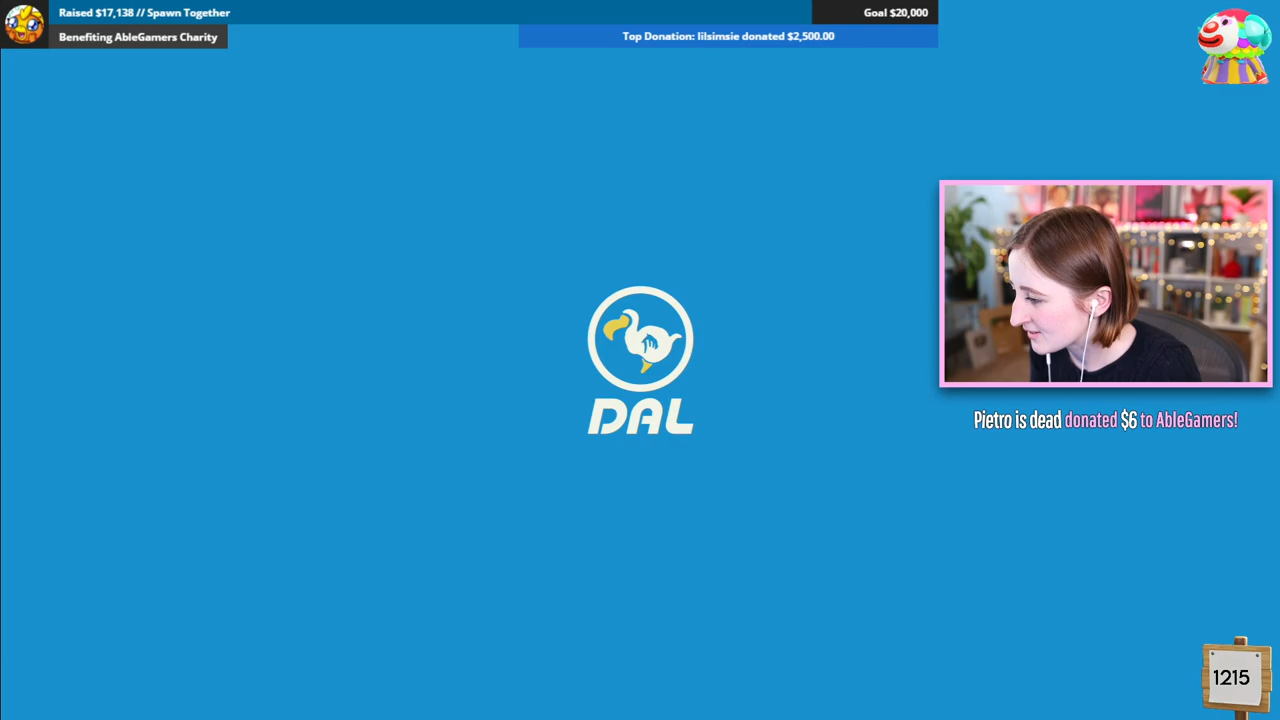 Raised $17,138 // Spawn Together
Goal $20,000
Benefiting AbleGamers Charity
Top Donation: lilsimsie donated $2,500.00
DAL
Pietro is dead donated $6 to AbleGamers!
1215